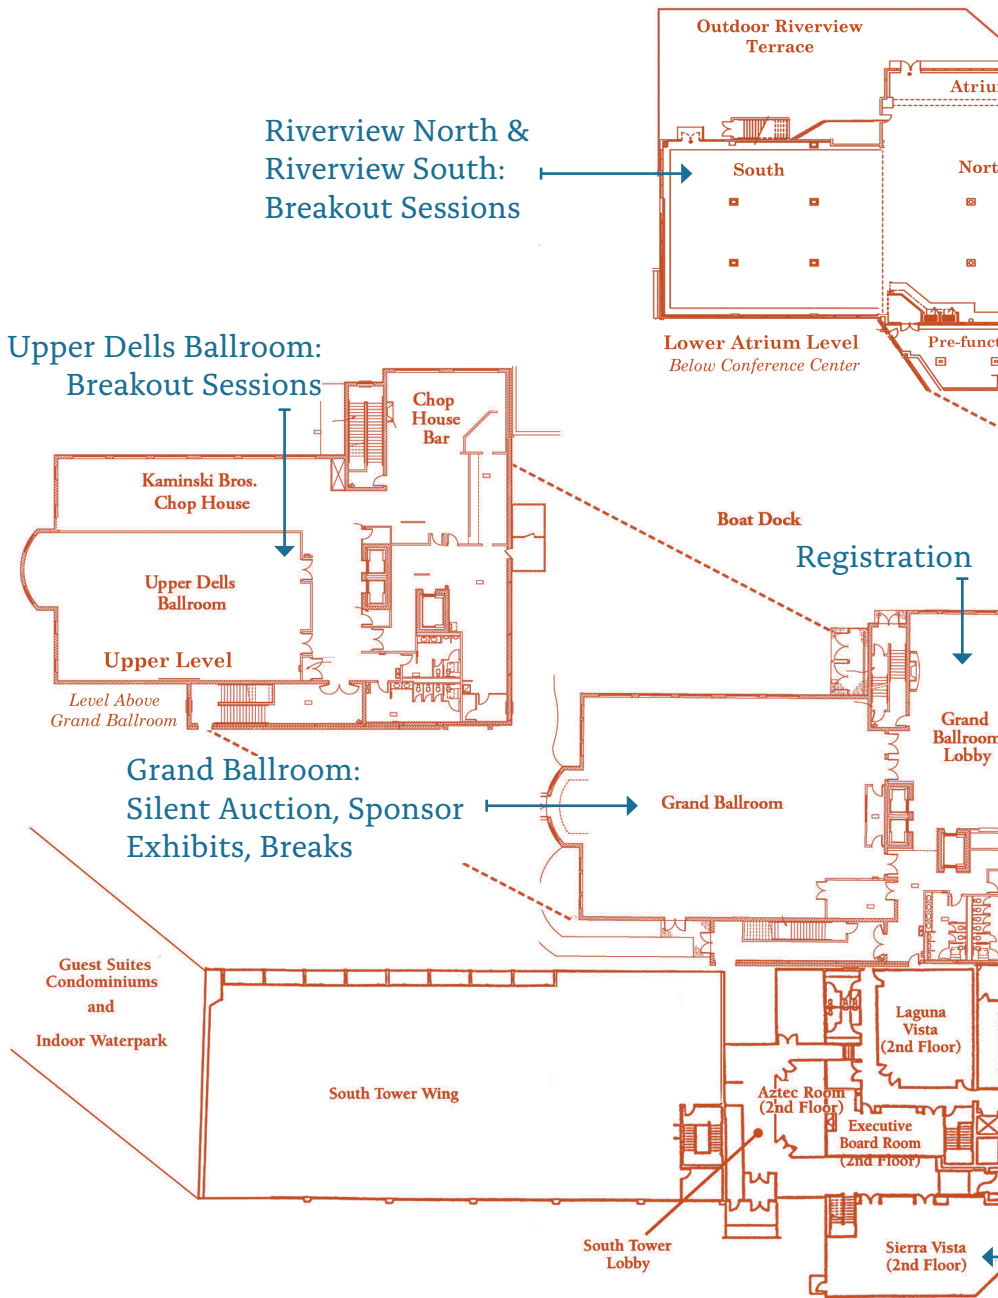 Outdoor Riverview
Terrace
Riverview North &
Riverview South:
Breakout Sessions
South
Lower Atrium Level
Below Conference Center
Upper Dells Ballroom:
Breakout Sessions
Chop
House
Bar
Kaminski Bros.
Chop House
Upper Dells
Ballroom
Upper Level
Level Above
Grand Ballroom
Boat Dock
Registration
Grand
Ballroom
Lobby
Grand Ballroom:
Silent Auction, Sponsor
Exhibits, Breaks
Grand Ballroom
Guest Suites
Condominiums
and
Indoor Waterpark
South Tower Wing
Laguna
Vista
(2nd Floor)
Aztec Room
(2nd Floor)
Executive
Board Room
(2nd Floor)
South Tower
Lobby
Sierra Vista
(2nd Floor)